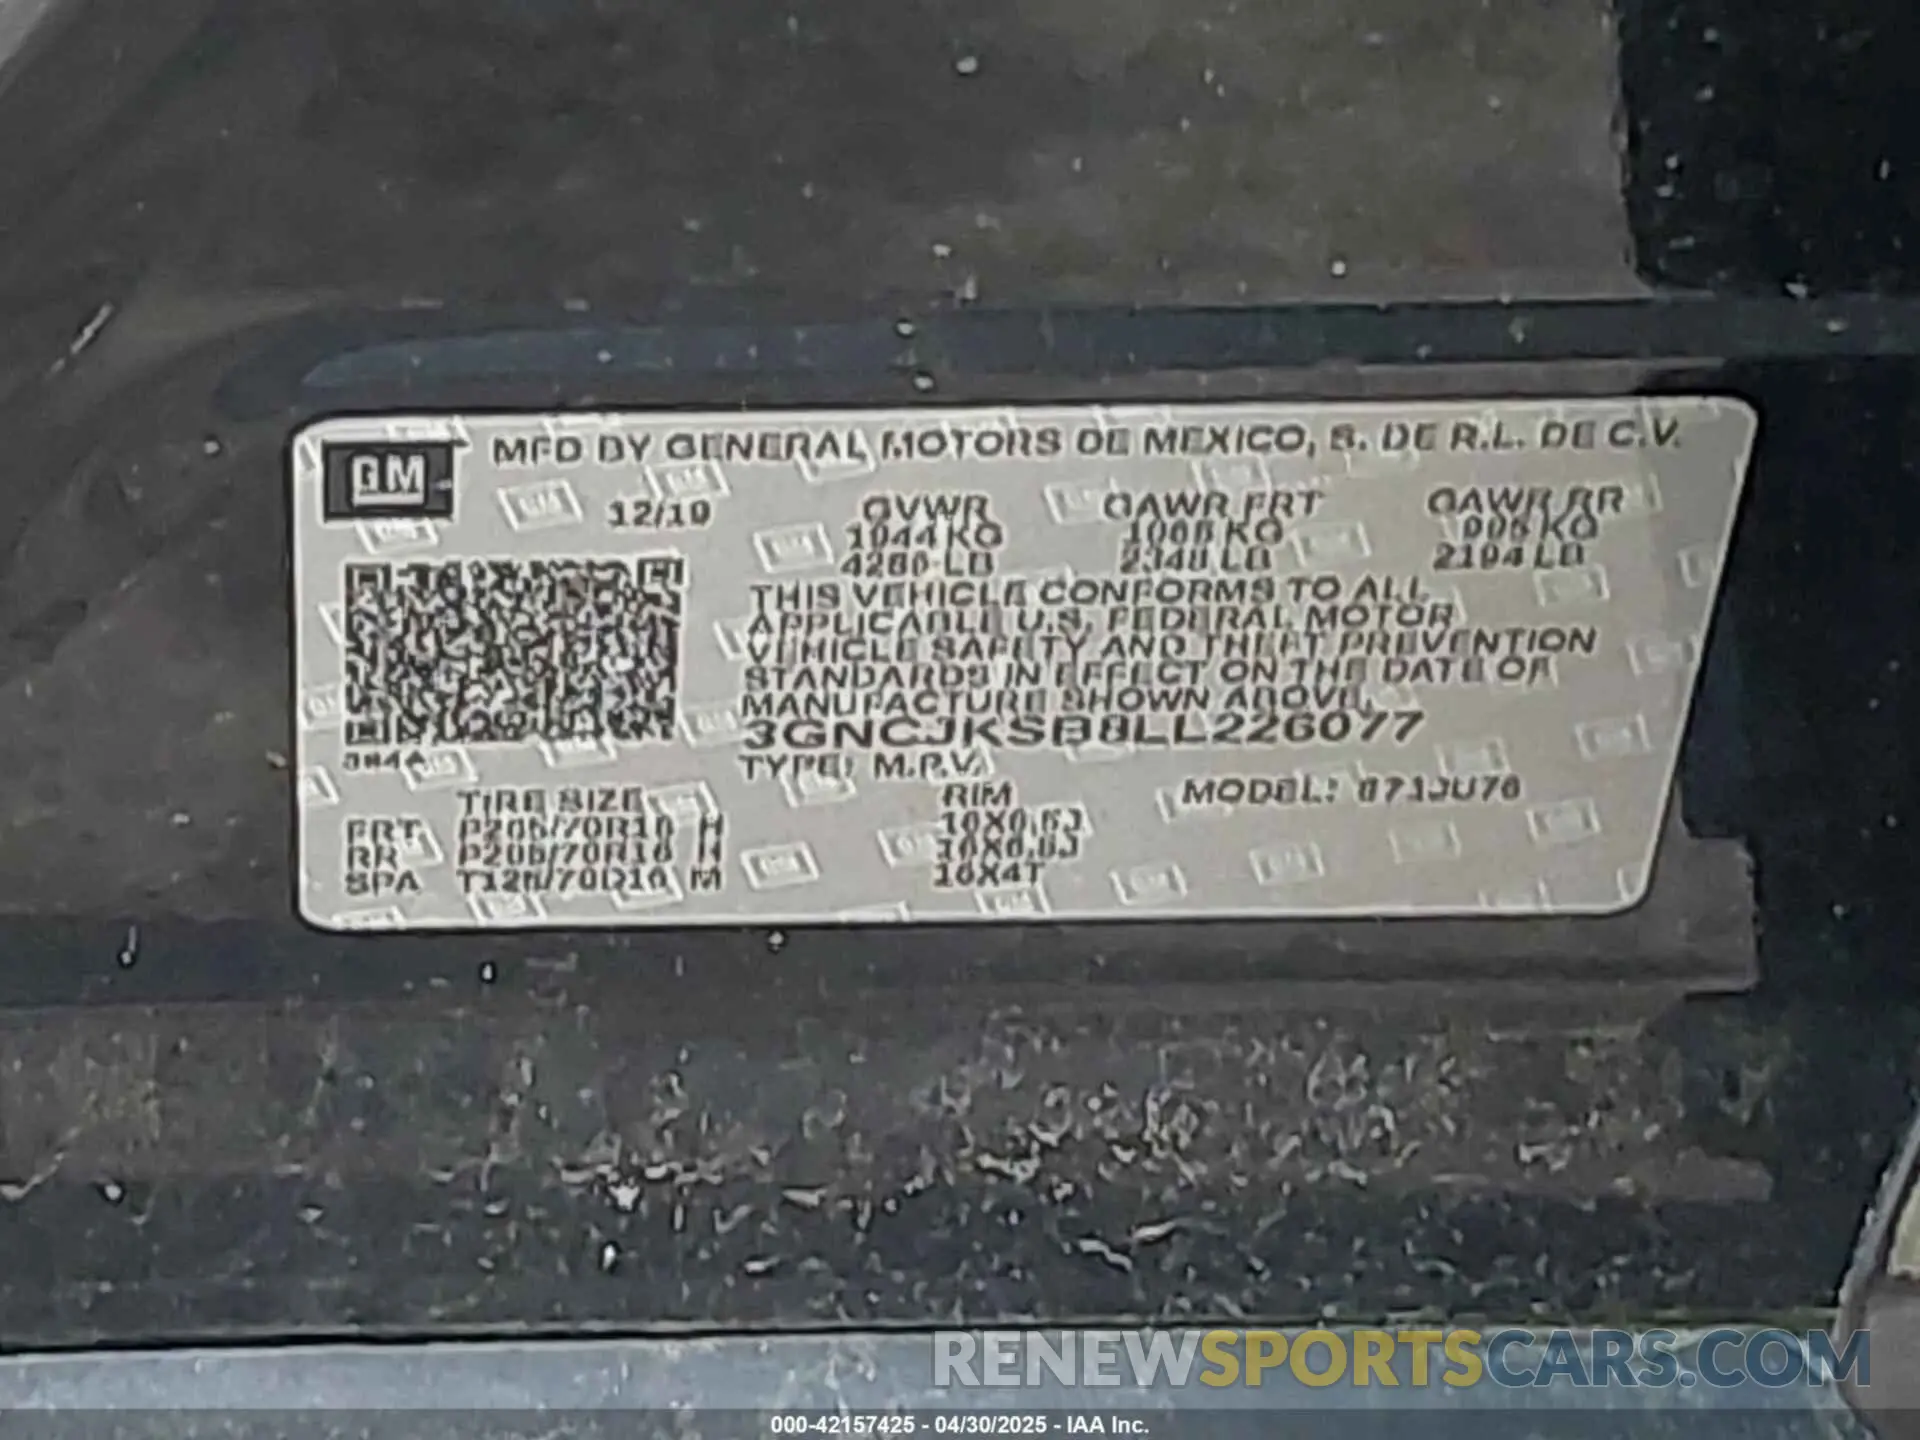 GM
MFD BY GENERAL MOTORS DE MEXICO, S. DE R.L. DE C.V.
12/19
GVWR GAWR FRT GAWR RR
1944 KG KG KG
LB LB 2194 LB
THIS VEHICLE CONFORMS TO ALL
APPLICABLE U.S. FEDERAL MOTOR
VEHICLE SAFETY AND THEFT PREVENTION
STANDARDS IN EFFECT ON THE DATE OF
MANUFACTURE SHOWN ABOVE.
3GNCJKSB8LL226077
TYPE: M.P.V.
MODEL:
TIRE SIZE RIM
FRT H
RR H
SPA M 16X4T
RENEWSPORTSCARS.COM
000-42157425 - 04/30/2025 - IAA Inc.